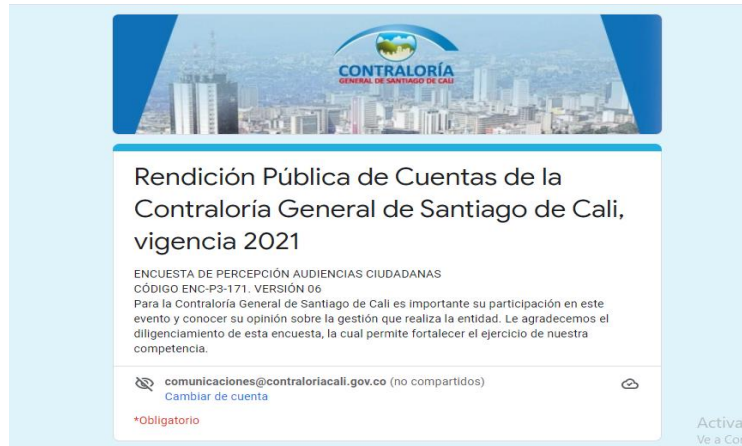 CONTRALORÍA
GENERAL DE SANTIAGO DE CALI
Rendición Pública de Cuentas de la
Contraloría General de Santiago de Cali,
vigencia 2021
ENCUESTA DE PERCEPCIÓN AUDIENCIAS CIUDADANAS
CÓDIGO ENC-P3-171. VERSIÓN 06
Para la Contraloría General de Santiago de Cali es importante su participación en este
evento y conocer su opinión sobre la gestión que realiza la entidad. Le agradecemos el
diligenciamiento de esta encuesta, la cual permite fortalecer el ejercicio de nuestra
competencia.
comunicaciones@contraloriacali.gov.co (no compartidos)
Cambiar de cuenta
*Obligatorio
Activa
Ve a Co